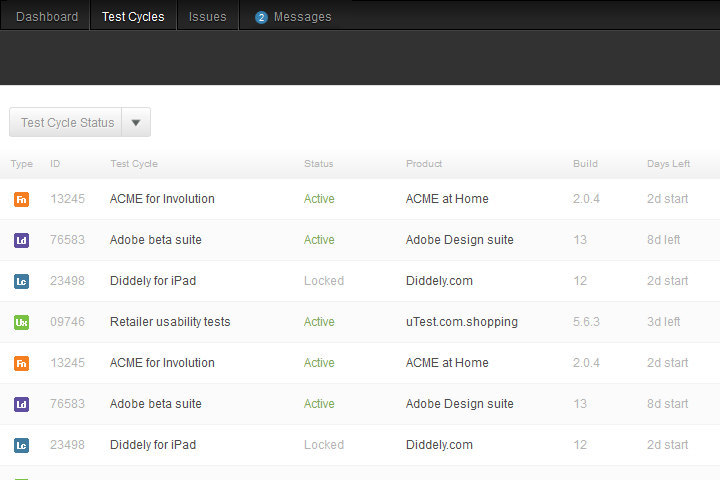 Dashboard Test Cycles Issues 2 Messages
Test Cycle Status
Type ID Test Cycle Status Product Build Days Left
Fn 13245 ACME for Involution Active ACME at Home 2.0.4 2d start
Ld 76583 Adobe beta suite Active Adobe Design suite 13 8d left
Lc 23498 Diddely for iPad Locked Diddely.com 12 2d start
Ux 09746 Retailer usability tests Active uTest.com.shopping 5.6.3 3d left
Fn 13245 ACME for Involution Active ACME at Home 2.0.4 2d start
Ld 76583 Adobe beta suite Active Adobe Design suite 13 8d start
Lc 23498 Diddely for iPad Locked Diddely.com 12 2d start